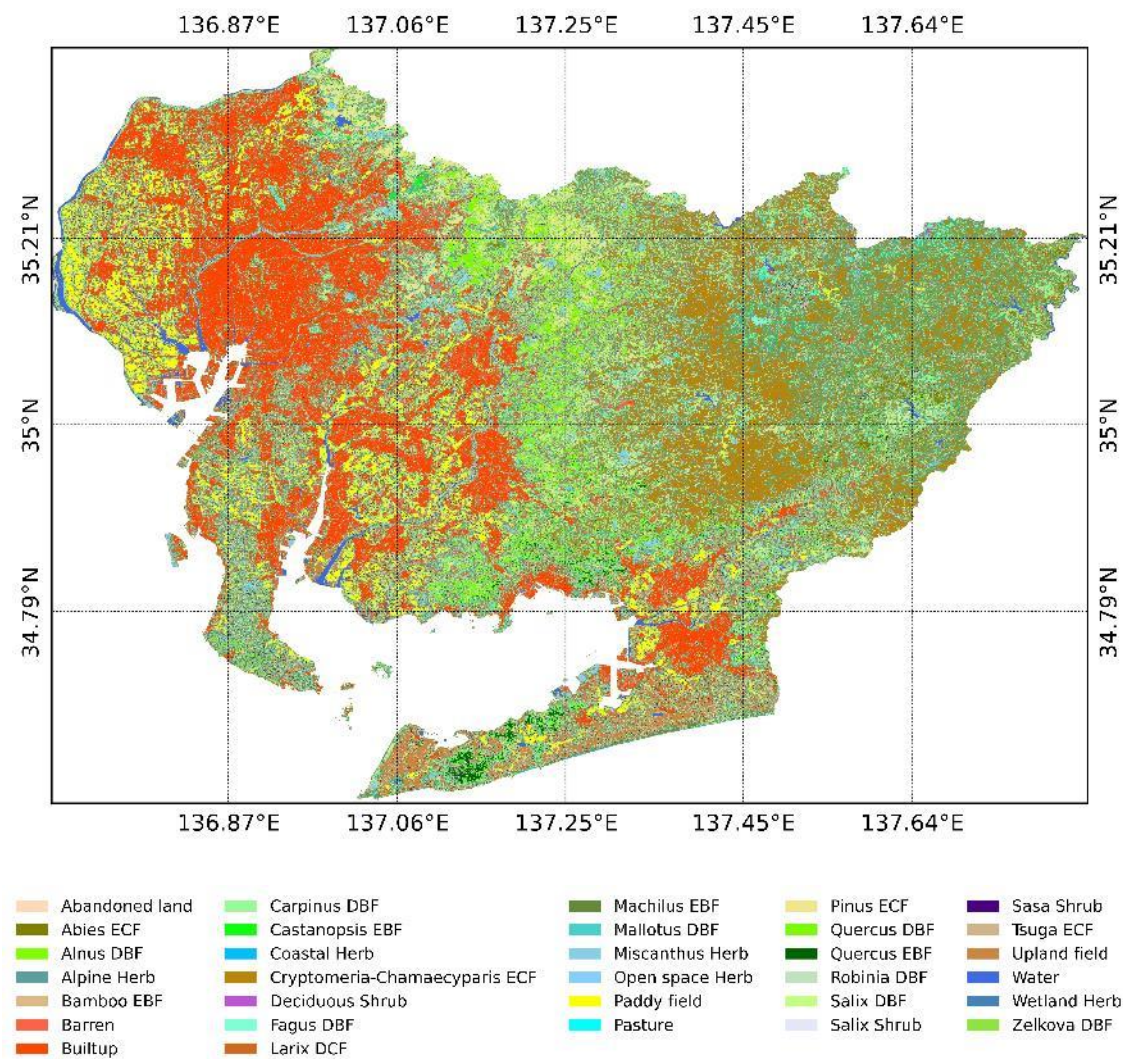 136.87°E 137.06°E 137.25°E 137.45°E 137.64°E
35.21°N 35.21°N
35°N 35°N
34.79°N 34.79°N
136.87°E 137.06°E 137.25°E 137.45°E 137.64°E
Abandoned land Carpinus DBF Machilus EBF Pinus ECF Sasa Shrub
Abies ECF Castanopsis EBF Mallotus DBF Quercus DBF Tsuga ECF
Alnus DBF Coastal Herb Miscanthus Herb Quercus EBF Upland field
Alpine Herb Cryptomeria-Chamaecyparis ECF Open space Herb Robinia DBF Water
Bamboo EBF Deciduous Shrub Paddy field Salix DBF Wetland Herb
Barren Fagus DBF Pasture Salix Shrub Zelkova DBF
Builtup Larix DCF